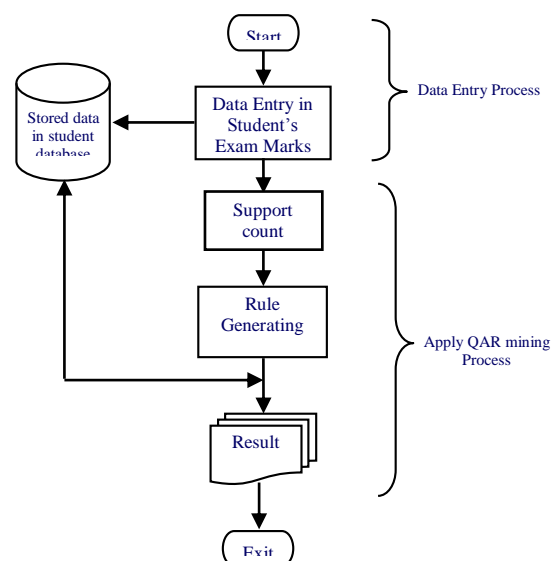 Start
Data Entry in
Student's
Exam Marks
Data Entry Process
Stored data
in student
database
Support
count
Rule
Generating
Apply QAR mining
Process
Result
Exit